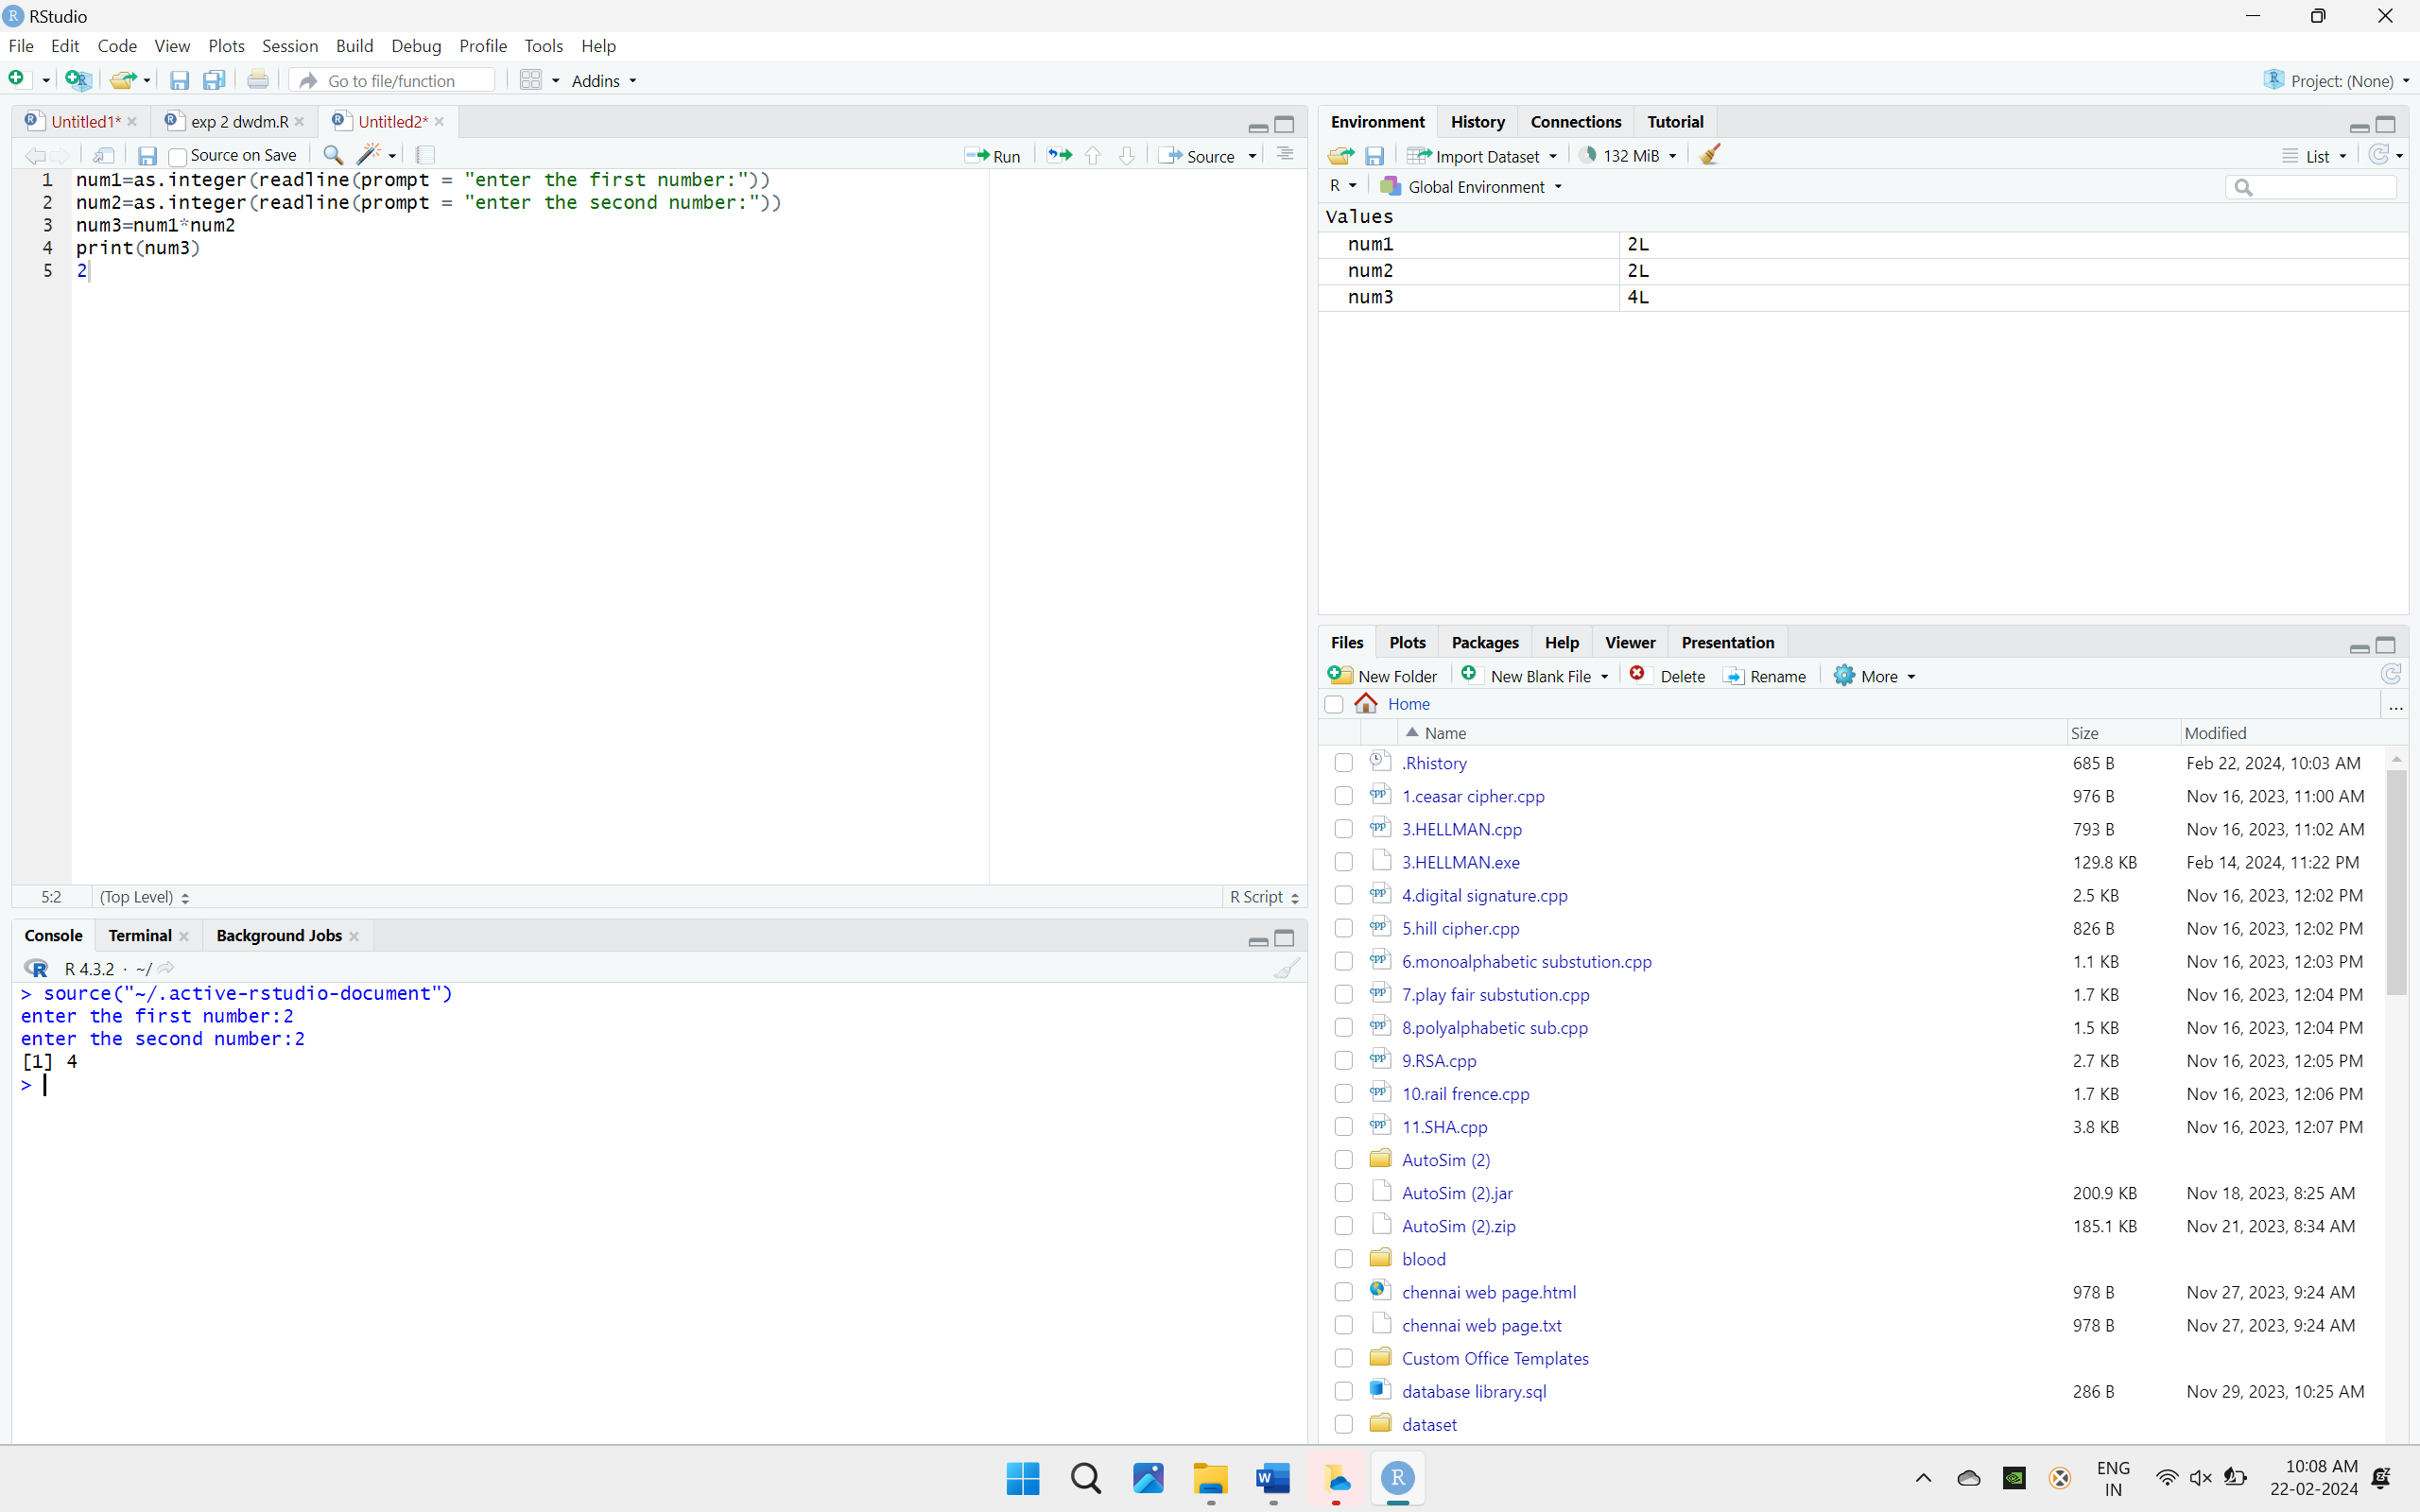 RStudio
File Edit Code View Plots Session Build Debug Profile Tools Help
Go to file/function Addins Project: (None)
Untitled1* exp 2 dwdm.R Untitled2*
Source on Save Run Source
1 num1=as.integer(readline(prompt = "enter the first number:"))
2 num2=as.integer(readline(prompt = "enter the second number:"))
3 num3=num1*num2
4 print(num3)
5 2
5:2 (Top Level) R Script
Console Terminal Background Jobs
R 4.3.2 · ~/
> source("~/.active-rstudio-document")
enter the first number:2
enter the second number:2
[1] 4
>
Environment History Connections Tutorial
Import Dataset 132 MiB List
R Global Environment
Values
num1 2L
num2 2L
num3 4L
Files Plots Packages Help Viewer Presentation
New Folder New Blank File Delete Rename More
Home ...
Name Size Modified
.Rhistory 685 B Feb 22, 2024, 10:03 AM
1.ceasar cipher.cpp 976 B Nov 16, 2023, 11:00 AM
3.HELLMAN.cpp 793 B Nov 16, 2023, 11:02 AM
3.HELLMAN.exe 129.8 KB Feb 14, 2024, 11:22 PM
4.digital signature.cpp 2.5 KB Nov 16, 2023, 12:02 PM
5.hill cipher.cpp 826 B Nov 16, 2023, 12:02 PM
6.monoalphabetic substution.cpp 1.1 KB Nov 16, 2023, 12:03 PM
7.play fair substution.cpp 1.7 KB Nov 16, 2023, 12:04 PM
8.polyalphabetic sub.cpp 1.5 KB Nov 16, 2023, 12:04 PM
9.RSA.cpp 2.7 KB Nov 16, 2023, 12:05 PM
10.rail frence.cpp 1.7 KB Nov 16, 2023, 12:06 PM
11.SHA.cpp 3.8 KB Nov 16, 2023, 12:07 PM
AutoSim (2)
AutoSim (2).jar 200.9 KB Nov 18, 2023, 8:25 AM
AutoSim (2).zip 185.1 KB Nov 21, 2023, 8:34 AM
blood
chennai web page.html 978 B Nov 27, 2023, 9:24 AM
chennai web page.txt 978 B Nov 27, 2023, 9:24 AM
Custom Office Templates
database library.sql 286 B Nov 29, 2023, 10:25 AM
dataset
ENG 10:08 AM
IN 22-02-2024